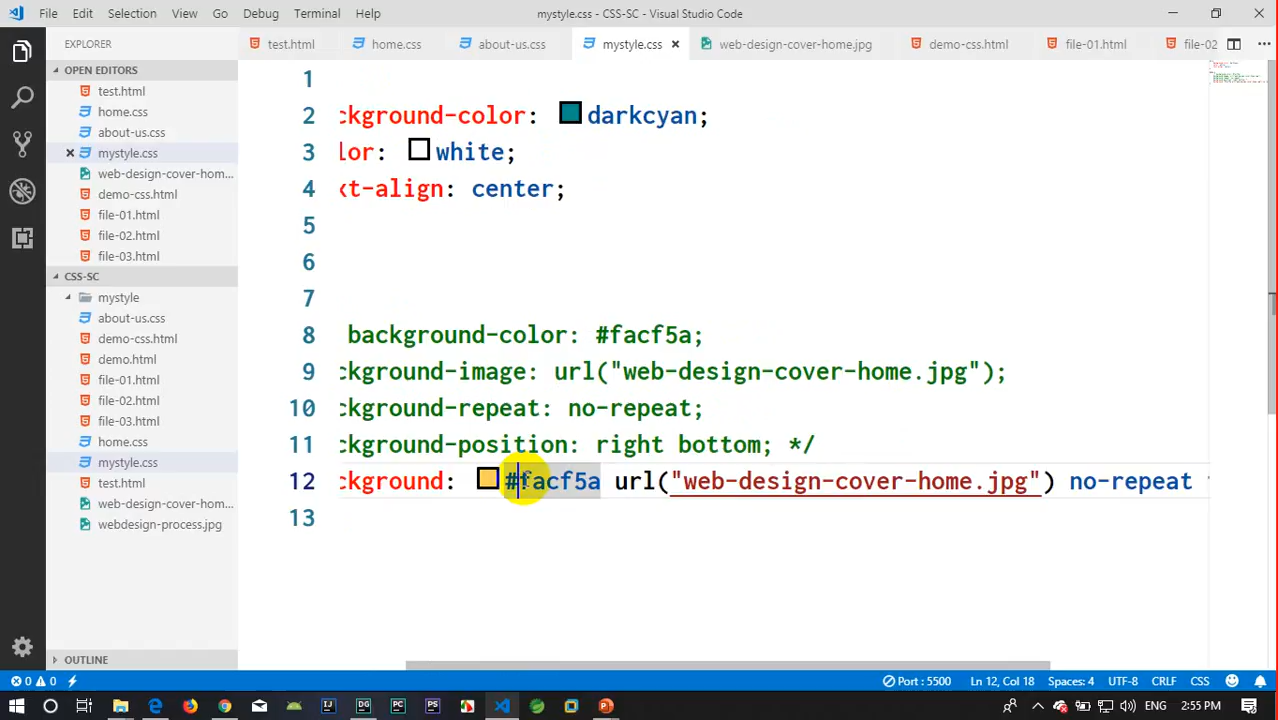 File Edit Selection View Go Debug Terminal Help
mystyle.css - CSS-SC - Visual Studio Code
EXPLORER
test.html home.css about-us.css mystyle.css web-design-cover-home.jpg demo-css.html file-01.html file-02
OPEN EDITORS
test.html
home.css
about-us.css
mystyle.css
web-design-cover-hom...
demo-css.html
file-01.html
file-02.html
file-03.html
CSS-SC
mystyle
about-us.css
demo-css.html
demo.html
file-01.html
file-02.html
file-03.html
home.css
mystyle.css
test.html
web-design-cover-hom...
webdesign-process.jpg
OUTLINE
1
2 ckground-color: darkcyan;
3 lor: white;
4 xt-align: center;
5
6
7
8 background-color: #facf5a;
9 ckground-image: url("web-design-cover-home.jpg");
10 ckground-repeat: no-repeat;
11 ckground-position: right bottom; */
12 ckground: #facf5a url("web-design-cover-home.jpg") no-repeat
13
0 0 Port : 5500 Ln 12, Col 18 Spaces: 4 UTF-8 CRLF CSS
IJ DG PC PS ENG 2:55 PM